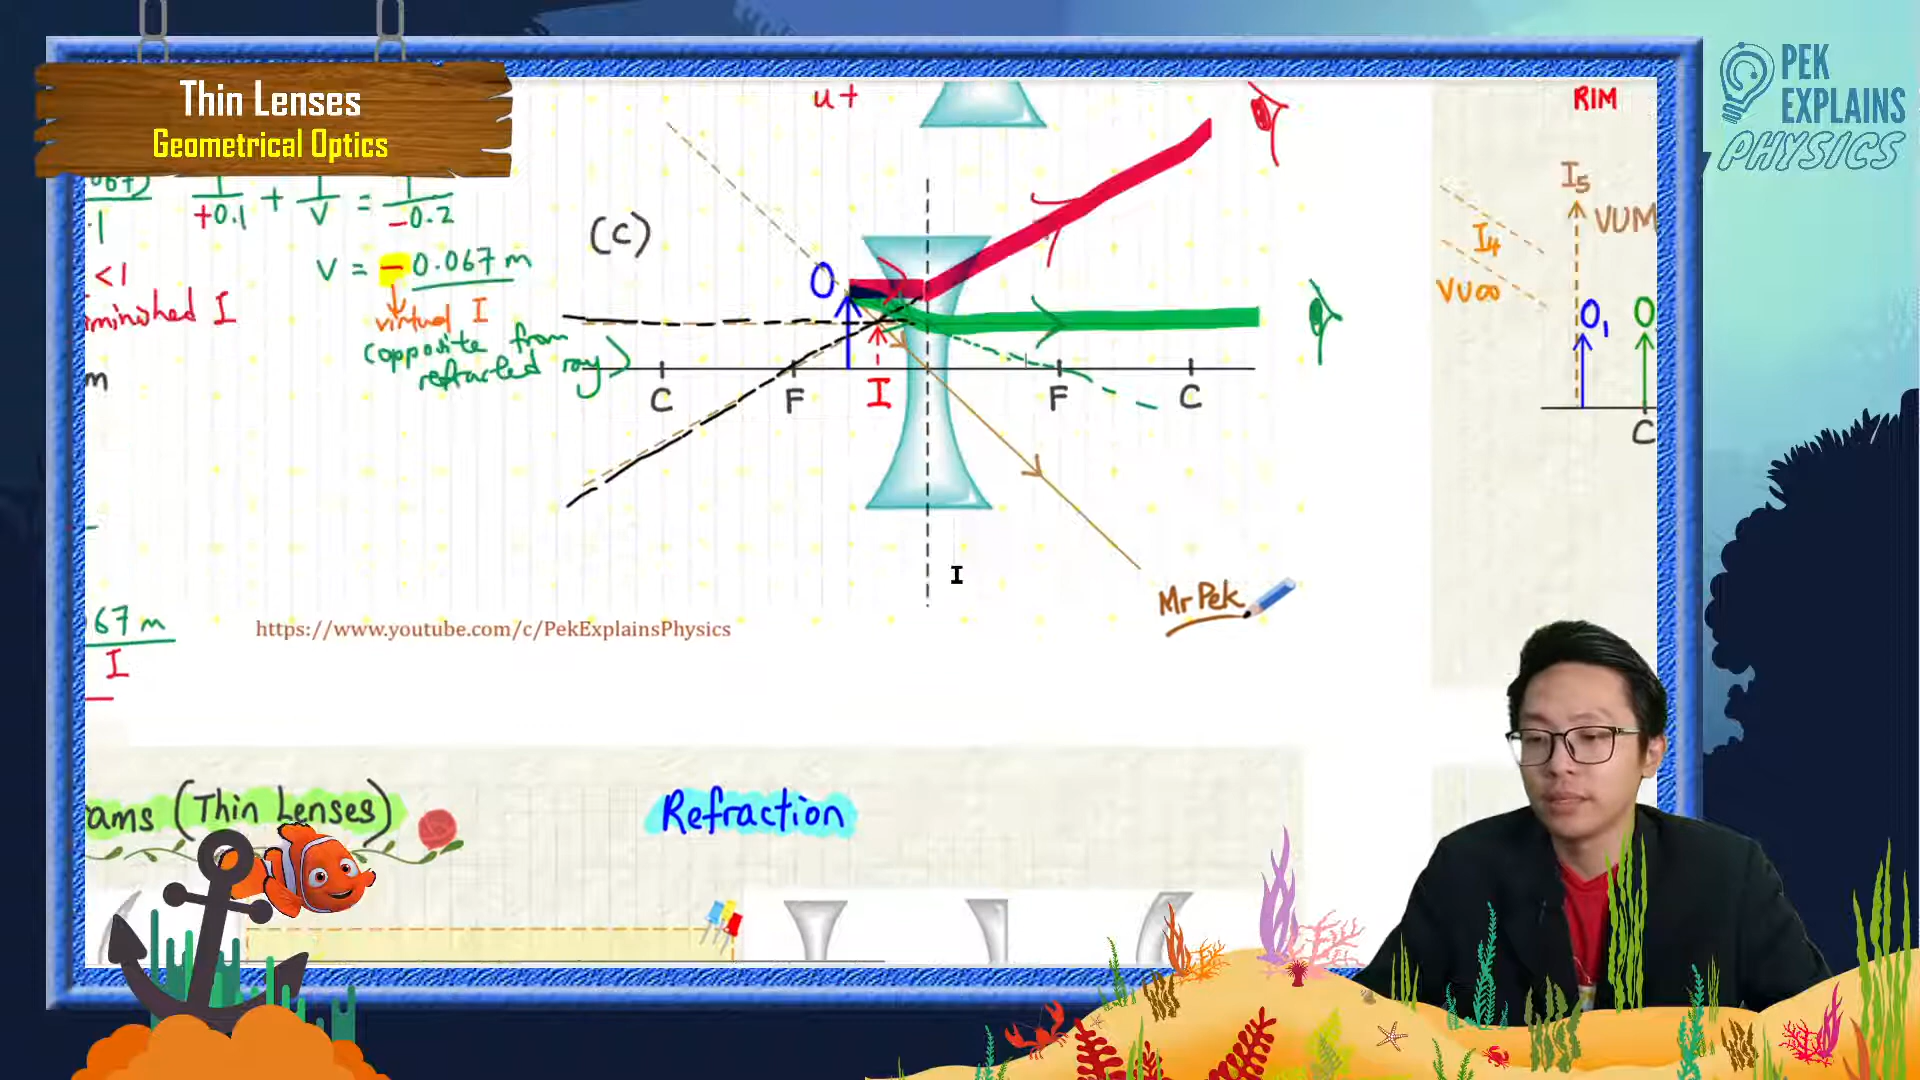 Thin Lenses
Geometrical Optics
PEK
EXPLAINS
PHYSICS
u+
RIM
1
+0.1
+
1
V
=
1
-0.2
V = - 0.067 m
<1
I
virtual I
(opposite from
refracted ray)
m
(C)
O
C
F
I
F
C
I
Mr Pek
I5
VUM
I4
VU∞
O1
O
C
67 m
I
https://www.youtube.com/c/PekExplainsPhysics
ams (Thin Lenses)
Refraction